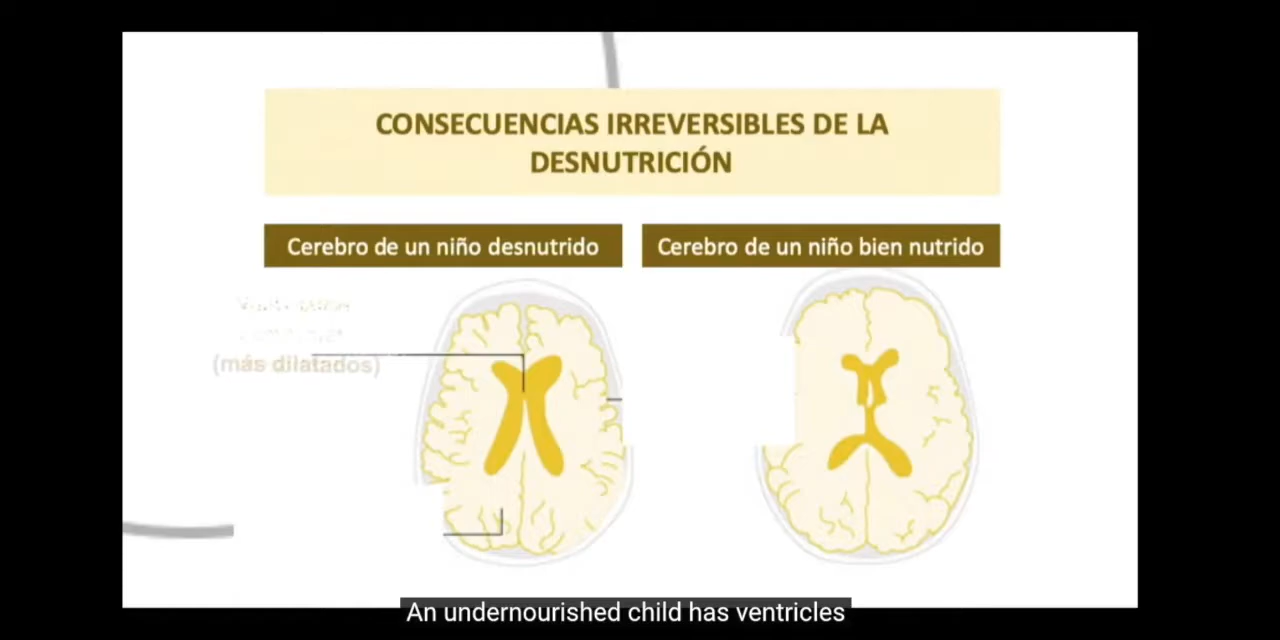 CONSECUENCIAS IRREVERSIBLES DE LA
DESNUTRICIÓN
Cerebro de un niño desnutrido
Cerebro de un niño bien nutrido
(más dilatados)
An undernourished child has ventricles